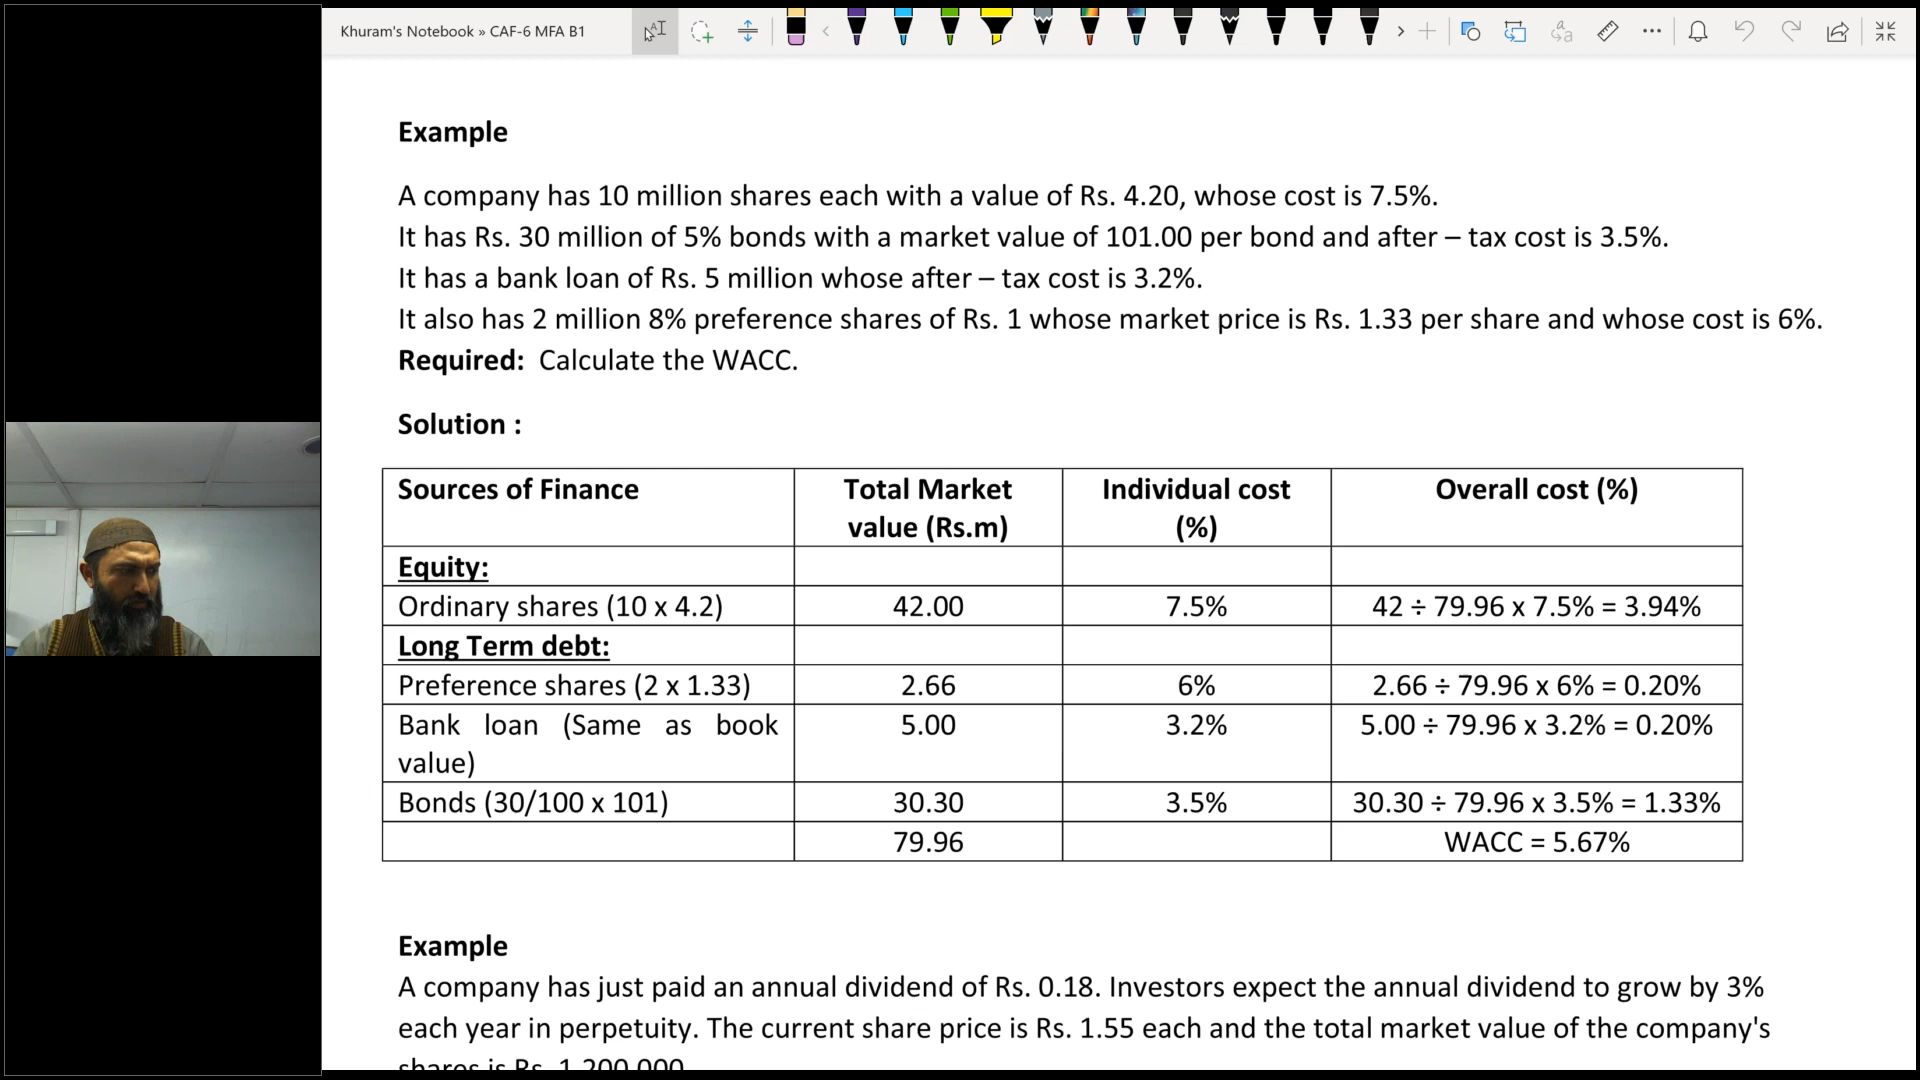 Khuram's Notebook » CAF-6 MFA B1
Example
A company has 10 million shares each with a value of Rs. 4.20, whose cost is 7.5%.
It has Rs. 30 million of 5% bonds with a market value of 101.00 per bond and after – tax cost is 3.5%.
It has a bank loan of Rs. 5 million whose after – tax cost is 3.2%.
It also has 2 million 8% preference shares of Rs. 1 whose market price is Rs. 1.33 per share and whose cost is 6%.
Required: Calculate the WACC.
Solution :
Sources of Finance Total Market Individual cost Overall cost (%)
value (Rs.m) (%)
Equity:
Ordinary shares (10 x 4.2) 42.00 7.5% 42 ÷ 79.96 x 7.5% = 3.94%
Long Term debt:
Preference shares (2 x 1.33) 2.66 6% 2.66 ÷ 79.96 x 6% = 0.20%
Bank loan (Same as book 5.00 3.2% 5.00 ÷ 79.96 x 3.2% = 0.20%
value)
Bonds (30/100 x 101) 30.30 3.5% 30.30 ÷ 79.96 x 3.5% = 1.33%
79.96 WACC = 5.67%
Example
A company has just paid an annual dividend of Rs. 0.18. Investors expect the annual dividend to grow by 3%
each year in perpetuity. The current share price is Rs. 1.55 each and the total market value of the company's
shares is Rs. 1,200,000